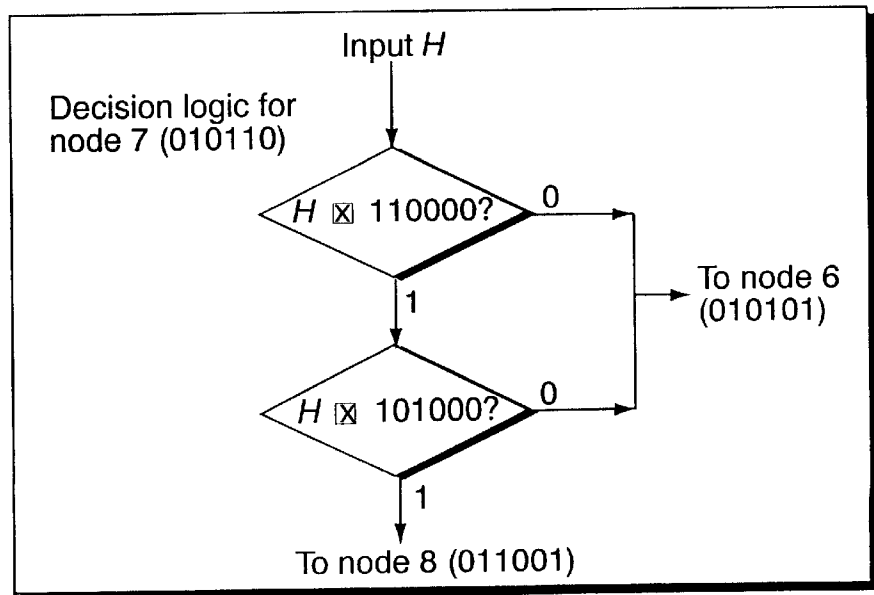 Input H
Decision logic for
node 7 (010110)
H ☒ 110000?
0
1
To node 6
(010101)
H ☒ 101000?
0
1
To node 8 (011001)